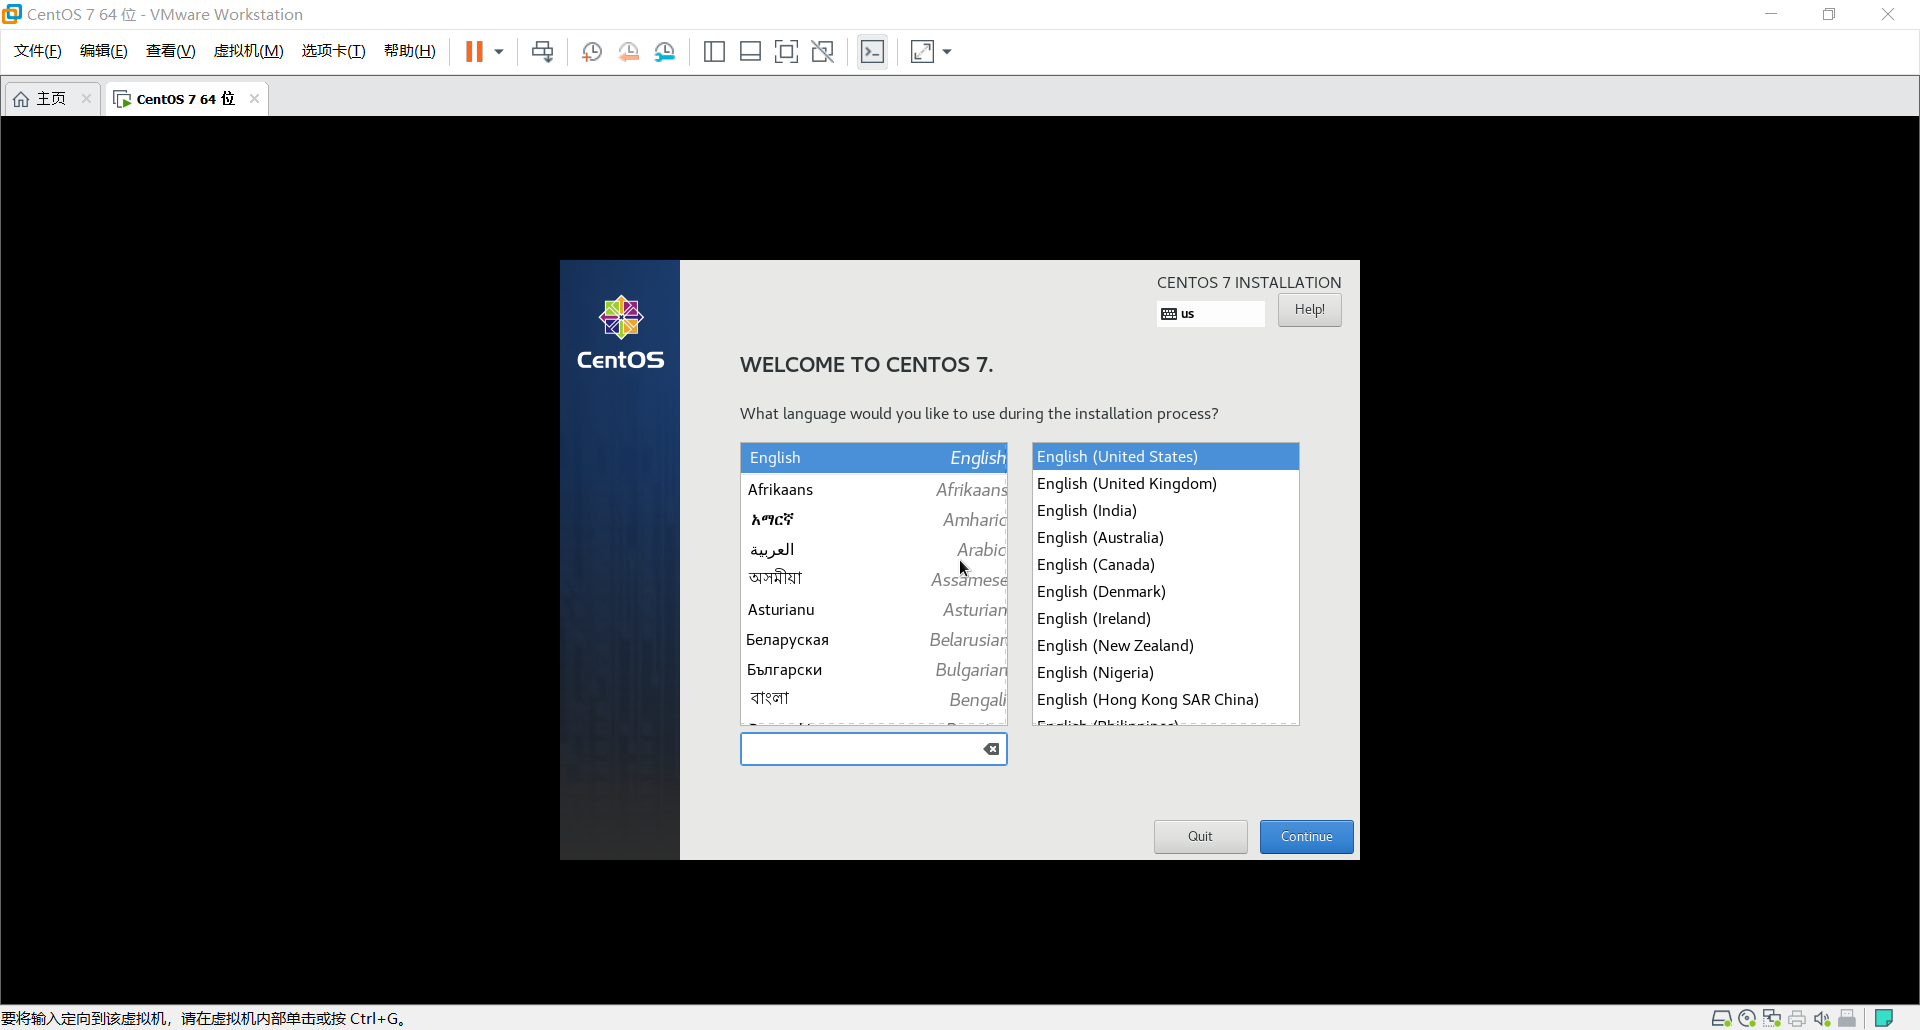 CentOS 7 64 位 - VMware Workstation
文件(F) 编辑(E) 查看(V) 虚拟机(M) 选项卡(T) 帮助(H)
主页 CentOS 7 64 位
CentOS
CENTOS 7 INSTALLATION
us Help!
WELCOME TO CENTOS 7.
What language would you like to use during the installation process?
English English
Afrikaans Afrikaans
አማርኛ Amharic
العربية Arabic
অসমীয়া Assamese
Asturianu Asturian
Беларуская Belarusian
Български Bulgarian
বাংলা Bengali
English (United States)
English (United Kingdom)
English (India)
English (Australia)
English (Canada)
English (Denmark)
English (Ireland)
English (New Zealand)
English (Nigeria)
English (Hong Kong SAR China)
English (Philippines)
Quit Continue
要将输入定向到该虚拟机，请在虚拟机内部单击或按 Ctrl+G。